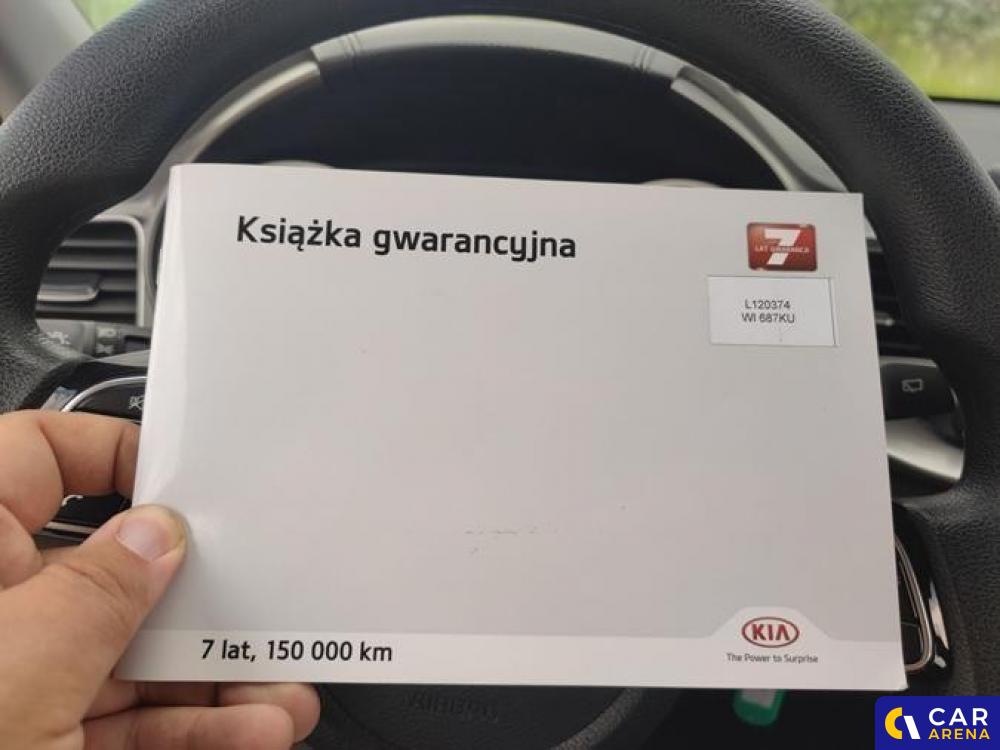 Książka gwarancyjna
7
LAT GWARANCJI
L120374
WI 687KU
7 lat, 150 000 km
KIA
The Power to Surprise
AIRBAG
CAR
ARENA